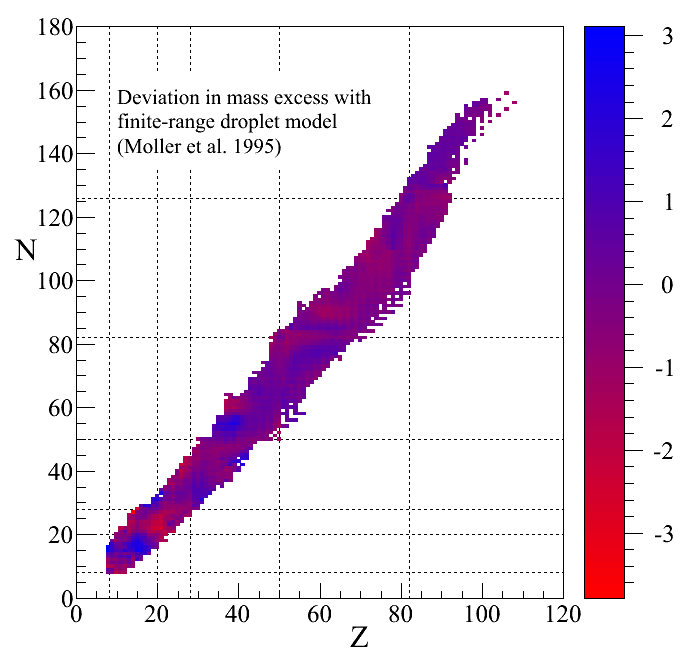 180
160
140
120
100
80
60
40
20
0
N
Deviation in mass excess with
finite-range droplet model
(Moller et al. 1995)
0 20 40 60 80 100 120
Z
3
2
1
0
-1
-2
-3